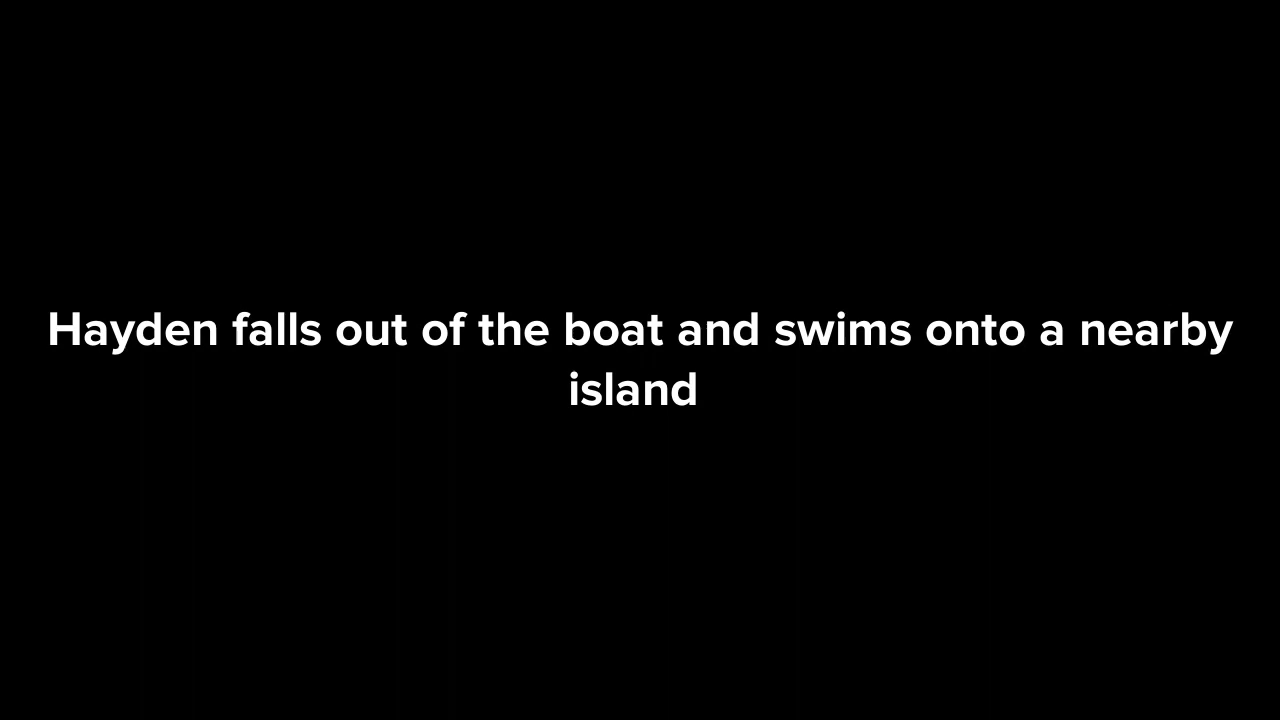 Hayden falls out of the boat and swims onto a nearby
island